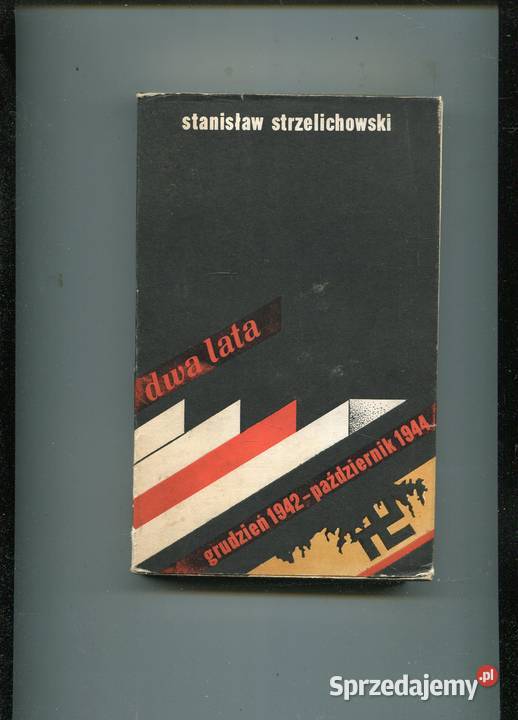 stanisław strzelichowski
dwa lata
grudzień 1942 – październik 1944
Sprzedajemy.pl